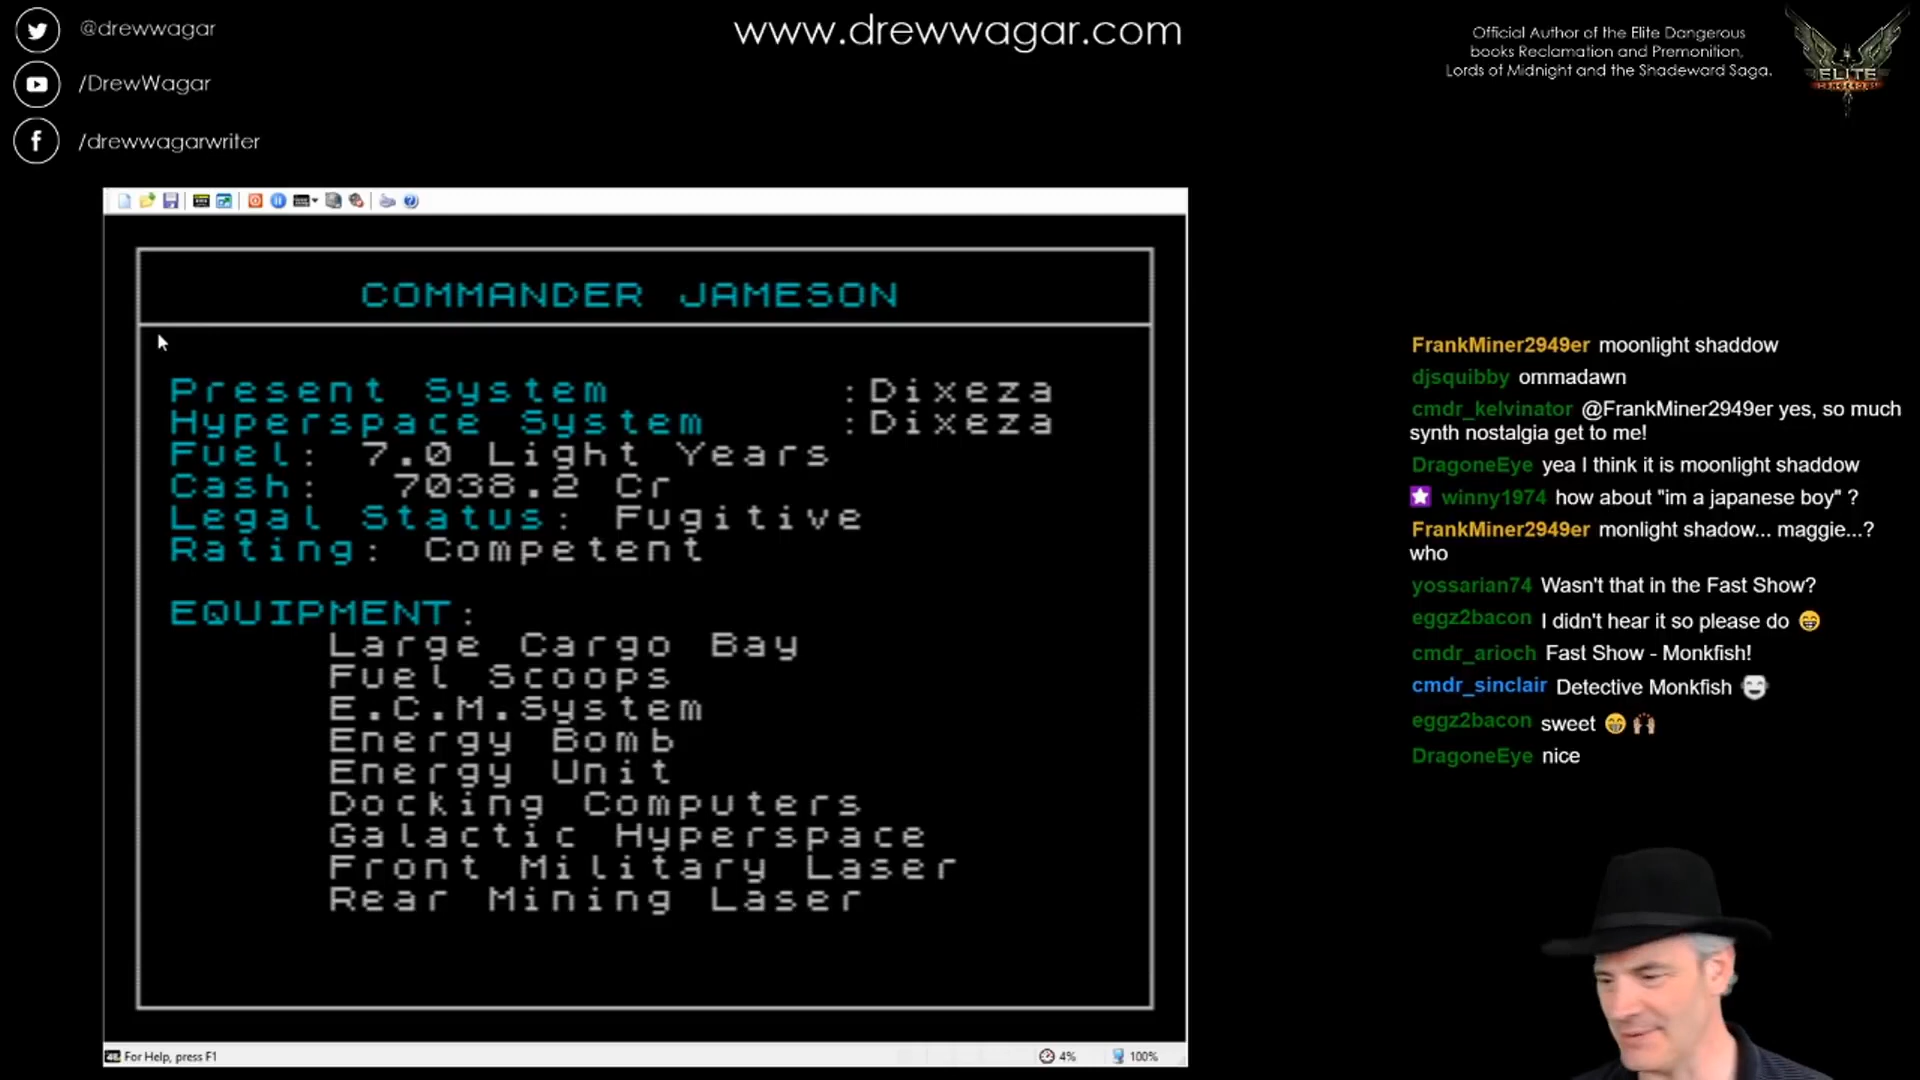 @drewwagar
/DrewWagar
/drewwagarwriter
www.drewwagar.com
Official Author of the Elite Dangerous
books Reclamation and Premonition,
Lords of Midnight and the Shadeward Saga.
ELITE
DANGEROUS
COMMANDER JAMESON
Present System :Dixeza
Hyperspace System :Dixeza
Fuel: 7.0 Light Years
Cash: 7038.2 Cr
Legal Status: Fugitive
Rating: Competent
EQUIPMENT:
Large Cargo Bay
Fuel Scoops
E.C.M.System
Energy Bomb
Energy Unit
Docking Computers
Galactic Hyperspace
Front Military Laser
Rear Mining Laser
For Help, press F1
4%
100%
FrankMiner2949er moonlight shaddow
djsquibby ommadawn
cmdr_kelvinator @FrankMiner2949er yes, so much
synth nostalgia get to me!
DragoneEye yea I think it is moonlight shaddow
winny1974 how about "im a japanese boy" ?
FrankMiner2949er monlight shadow... maggie...?
who
yossarian74 Wasn't that in the Fast Show?
eggz2bacon I didn't hear it so please do 😁
cmdr_arioch Fast Show - Monkfish!
cmdr_sinclair Detective Monkfish
eggz2bacon sweet 😁 🙌
DragoneEye nice